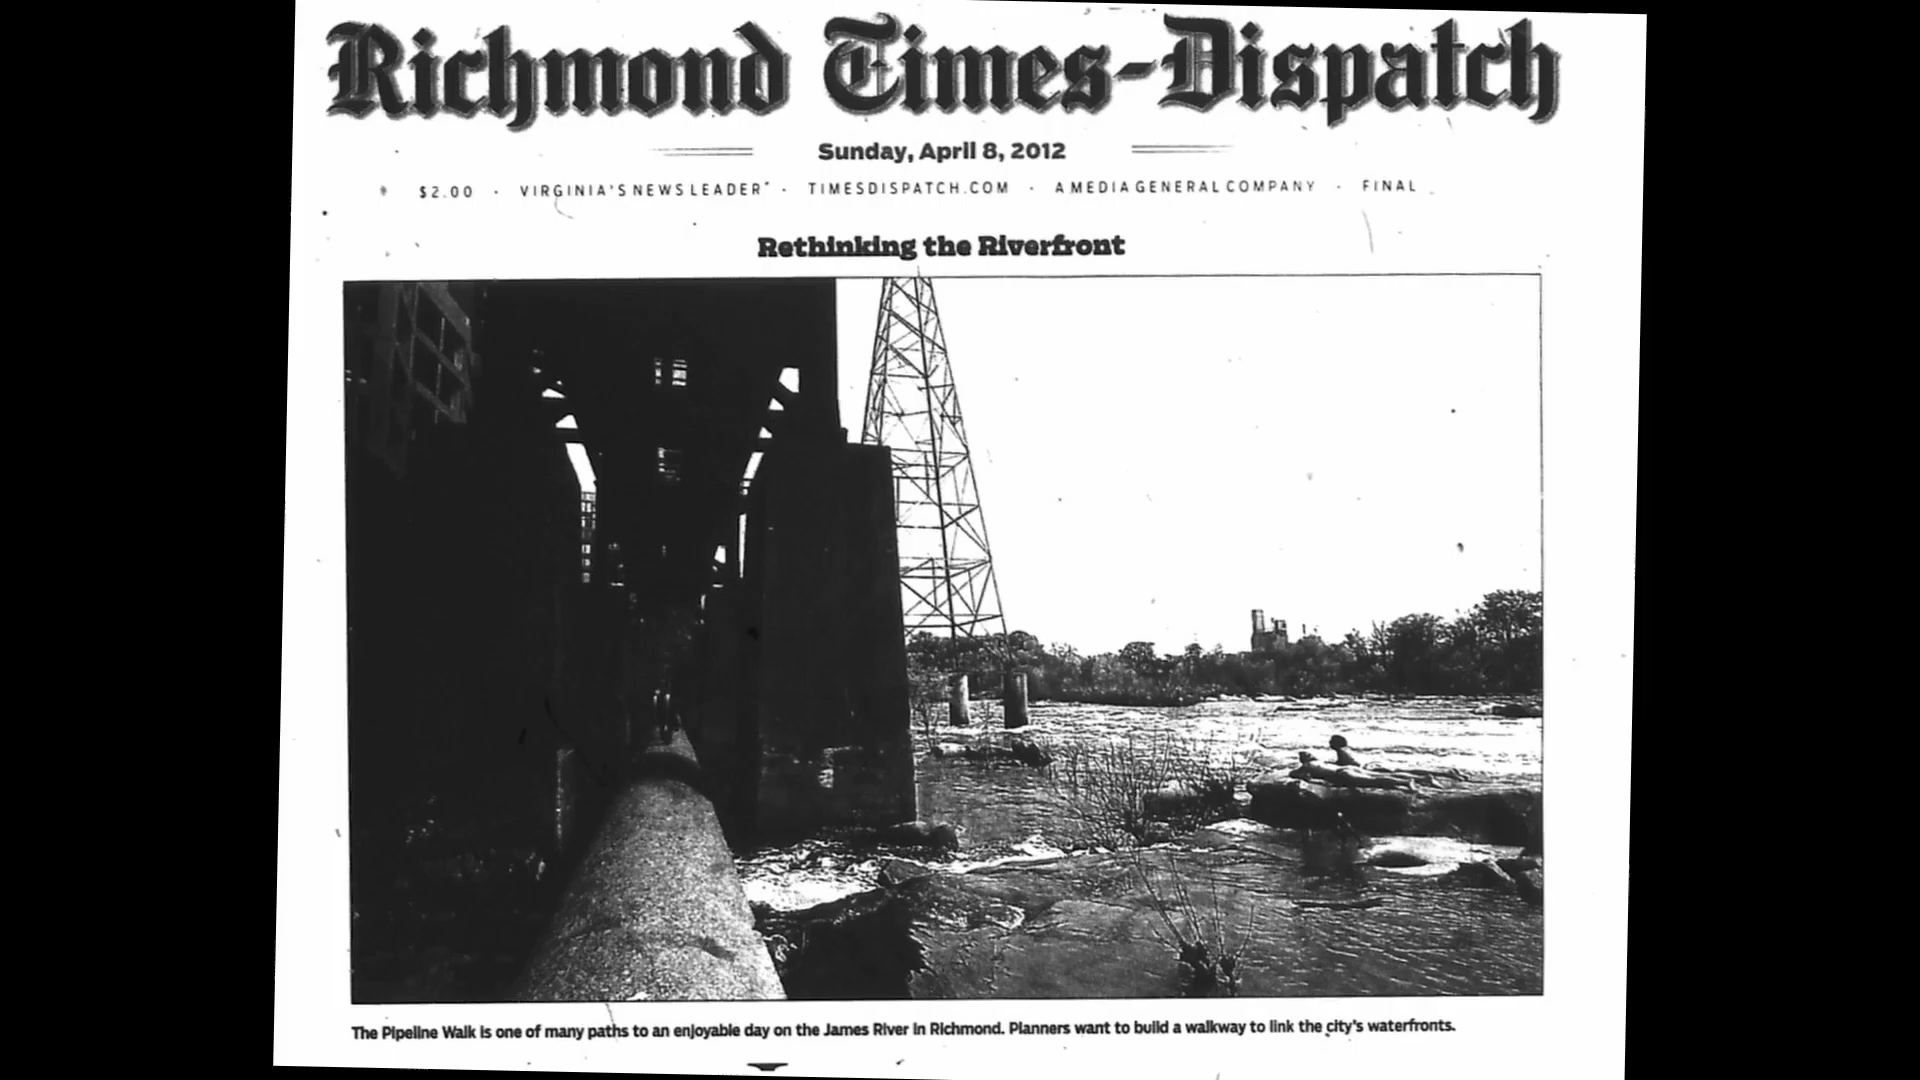 Richmond Times-Dispatch
Sunday, April 8, 2012
$2.00 · VIRGINIA'S NEWS LEADER · TIMESDISPATCH.COM · A MEDIA GENERAL COMPANY · FINAL
Rethinking the Riverfront
The Pipeline Walk is one of many paths to an enjoyable day on the James River in Richmond. Planners want to build a walkway to link the city's waterfronts.